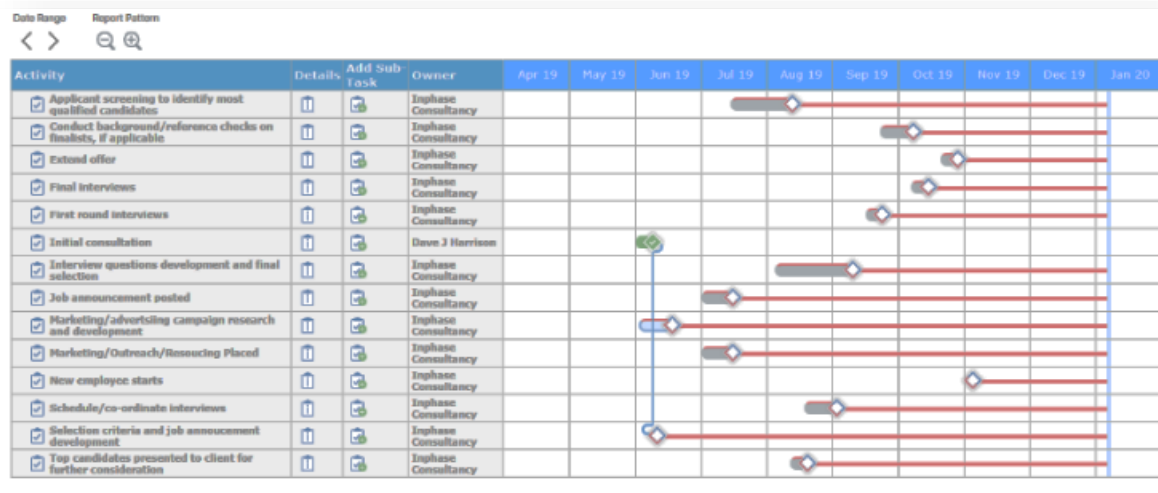 Date Range Report Pattern
Activity Details Add Sub-Task Owner Apr 19 May 19 Jun 19 Jul 19 Aug 19 Sep 19 Oct 19 Nov 19 Dec 19 Jan 20
Applicant screening to identify most
qualified candidates
Inphase
Consultancy
Conduct background/reference checks on
finalists, if applicable
Inphase
Consultancy
Extend offer
Inphase
Consultancy
Final interviews
Inphase
Consultancy
First round interviews
Inphase
Consultancy
Initial consultation
Dave J Harrison
Interview questions development and final
selection
Inphase
Consultancy
Job announcement posted
Inphase
Consultancy
Marketing/advertsiing campaign research
and development
Inphase
Consultancy
Marketing/Outreach/Resoucing Placed
Inphase
Consultancy
New employee starts
Inphase
Consultancy
Schedule/co-ordinate interviews
Inphase
Consultancy
Selection criteria and job annoucement
development
Inphase
Consultancy
Top candidates presented to client for
further consideration
Inphase
Consultancy